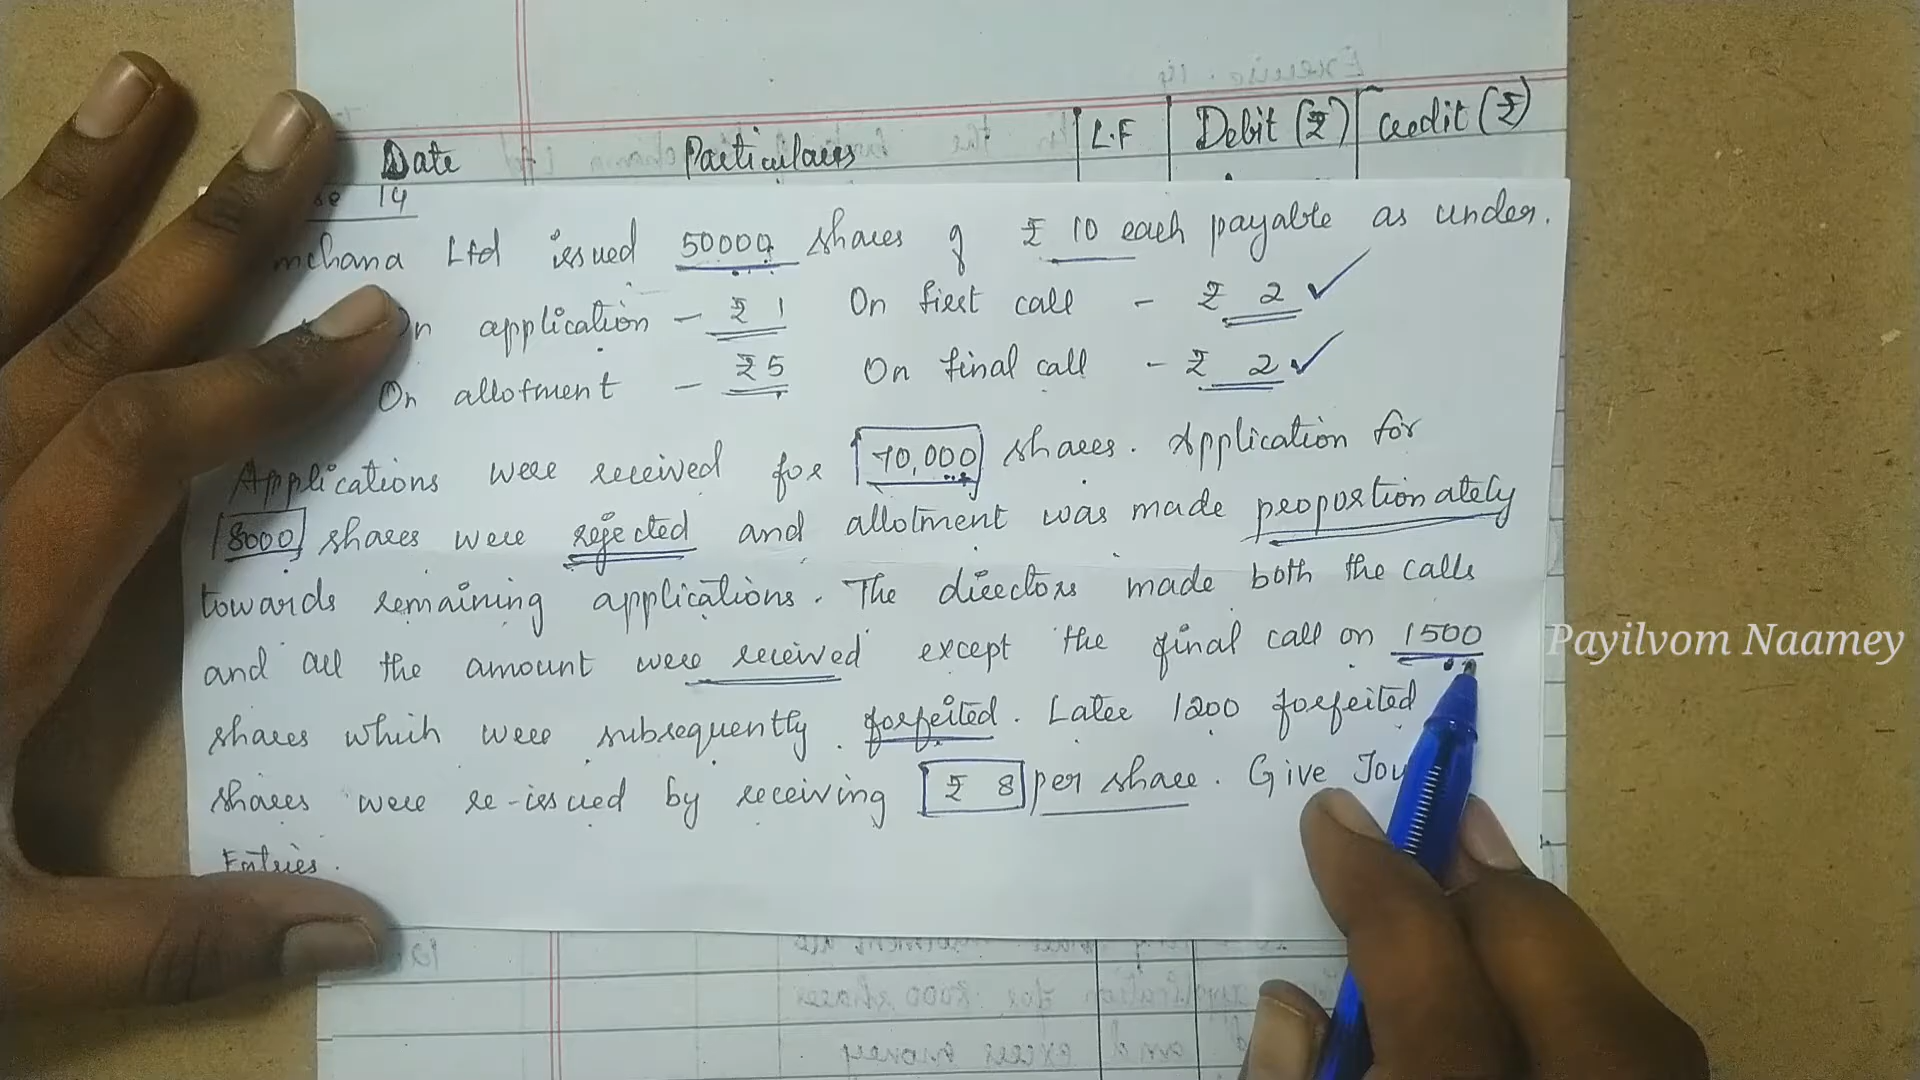 Date Particulars L.F Debit (₹) Credit (₹)
14
Ltd issued 50000 shares of ₹ 10 each payable as under.
On application - ₹ 1 On first call - ₹ 2
On allotment - ₹5 On final call - ₹ 2
Applications were received for 70,000 shares. Application for
8000 shares were rejected and allotment was made proportionately
towards remaining applications. The directors made both the calls
and all the amount were received except the final call on 1500
shares which were subsequently forfeited. Later 1200 forfeited
shares were re-issued by receiving ₹ 8 per share. Give
Entries.
Payilvom Naamey